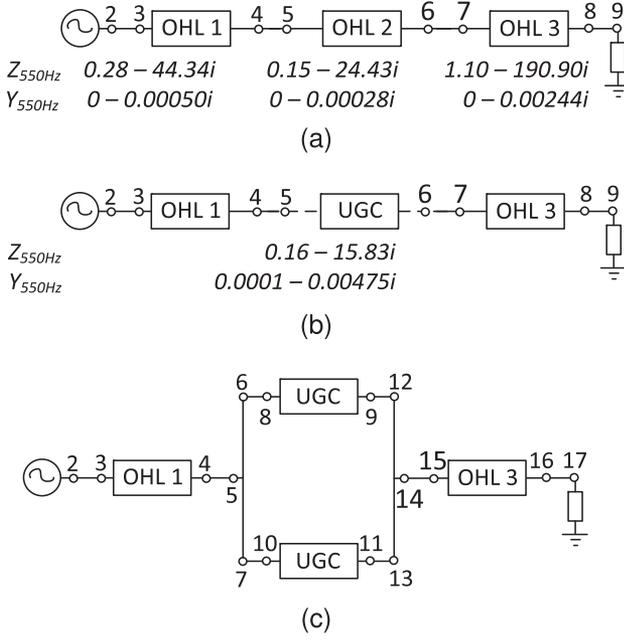 2 3 OHL 1 4 5 OHL 2 6 7 OHL 3 8 9
Z550Hz 0.28 – 44.34i 0.15 – 24.43i 1.10 – 190.90i
Y550Hz 0 – 0.00050i 0 – 0.00028i 0 – 0.00244i
(a)
2 3 OHL 1 4 5 UGC 6 7 OHL 3 8 9
Z550Hz 0.16 – 15.83i
Y550Hz 0.0001 – 0.00475i
(b)
6 UGC 12
8 9
2 3 OHL 1 4 15 OHL 3 16 17
5 14
10 UGC 11
7 13
(c)